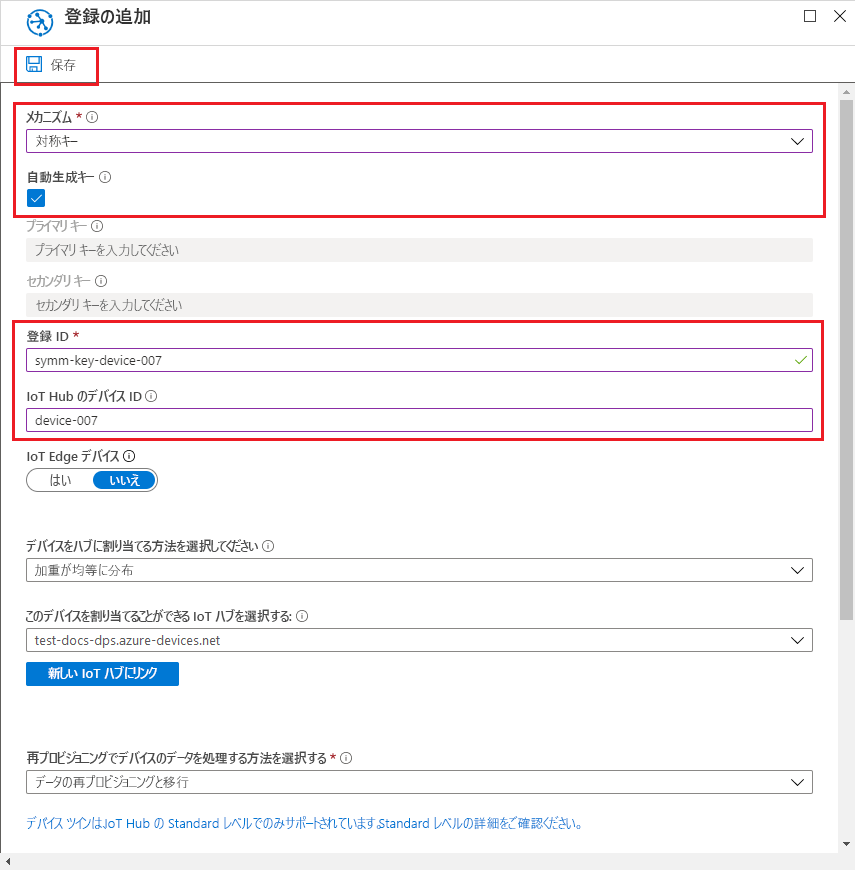 登録の追加
保存
メカニズム *
対称キー
自動生成キー
プライマリ キー
プライマリ キーを入力してください
セカンダリ キー
セカンダリ キーを入力してください
登録 ID *
symm-key-device-007
IoT Hub のデバイス ID
device-007
IoT Edge デバイス
はい いいえ
デバイスをハブに割り当てる方法を選択してください
加重が均等に分布
このデバイスを割り当てることができる IoT ハブを選択する:
test-docs-dps.azure-devices.net
新しい IoT ハブにリンク
再プロビジョニングでデバイスのデータを処理する方法を選択する *
データの再プロビジョニングと移行
デバイス ツインは、IoT Hub の Standard レベルでのみサポートされています。Standard レベルの詳細をご確認ください。